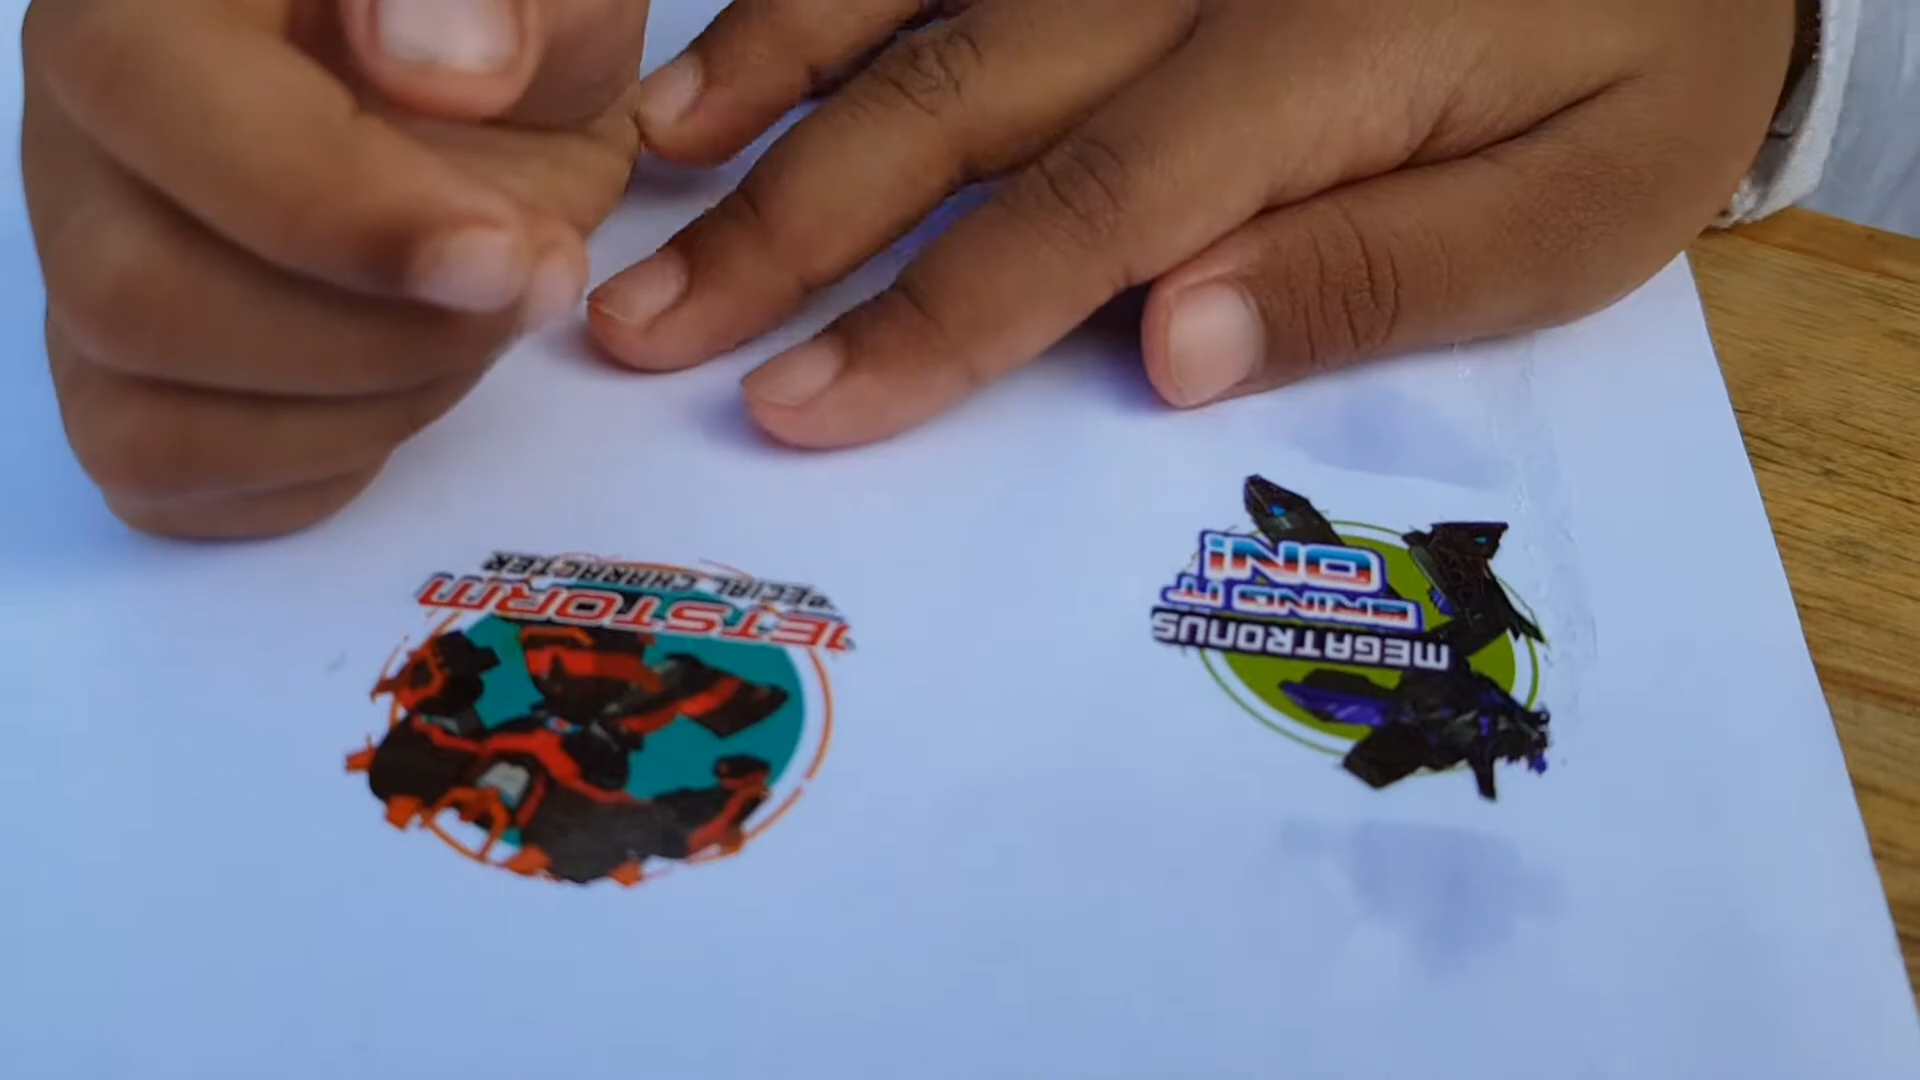 JETSTORM
SPECIAL CHARACTER
MEGATRONUS
BRING IT
ON!